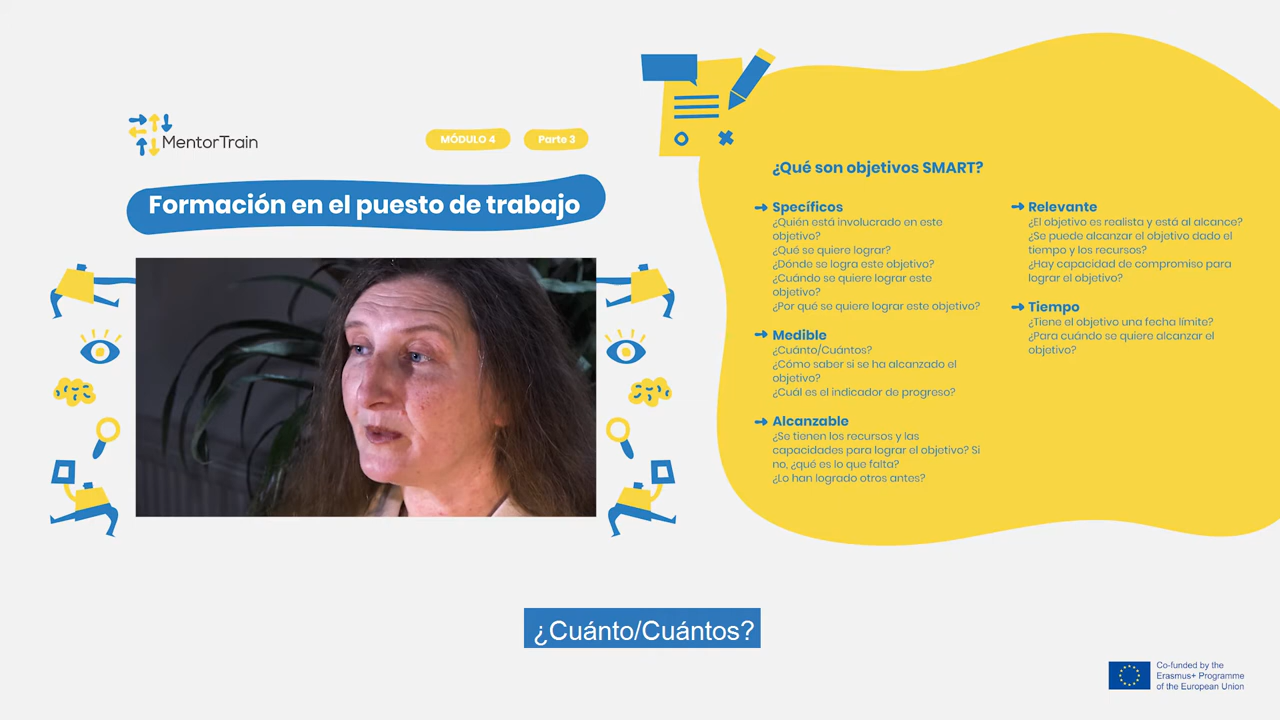 MentorTrain
MÓDULO 4
Parte 3
Formación en el puesto de trabajo
¿Qué son objetivos SMART?
Specíficos
¿Quién está involucrado en este
objetivo?
¿Qué se quiere lograr?
¿Dónde se logra este objetivo?
¿Cuándo se quiere lograr este
objetivo?
¿Por qué se quiere lograr este objetivo?
Medible
¿Cuánto/Cuántos?
¿Cómo saber si se ha alcanzado el
objetivo?
¿Cuál es el indicador de progreso?
Alcanzable
¿Se tienen los recursos y las
capacidades para lograr el objetivo? Si
no, ¿qué es lo que falta?
¿Lo han logrado otros antes?
Relevante
¿El objetivo es realista y está al alcance?
¿Se puede alcanzar el objetivo dado el
tiempo y los recursos?
¿Hay capacidad de compromiso para
lograr el objetivo?
Tiempo
¿Tiene el objetivo una fecha límite?
¿Para cuándo se quiere alcanzar el
objetivo?
¿Cuánto/Cuántos?
Co-funded by the
Erasmus+ Programme
of the European Union